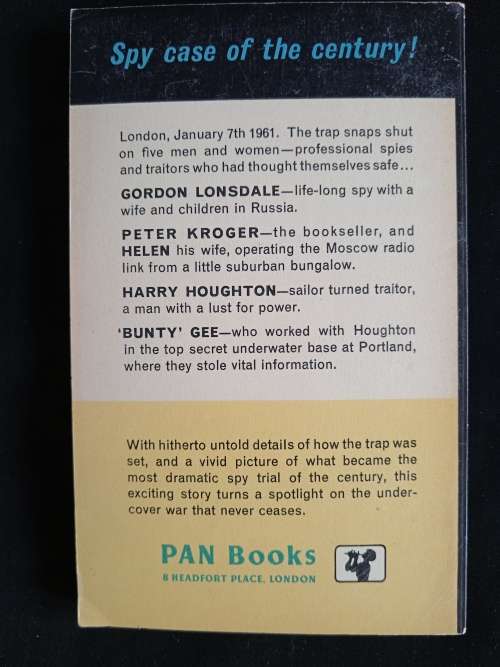 Spy case of the century!
London, January 7th 1961. The trap snaps shut
on five men and women—professional spies
and traitors who had thought themselves safe...
GORDON LONSDALE—life-long spy with a
wife and children in Russia.
PETER KROGER—the bookseller, and
HELEN his wife, operating the Moscow radio
link from a little suburban bungalow.
HARRY HOUGHTON—sailor turned traitor,
a man with a lust for power.
'BUNTY' GEE—who worked with Houghton
in the top secret underwater base at Portland,
where they stole vital information.
With hitherto untold details of how the trap was
set, and a vivid picture of what became the
most dramatic spy trial of the century, this
exciting story turns a spotlight on the under-
cover war that never ceases.
PAN Books
8 HEADFORT PLACE, LONDON